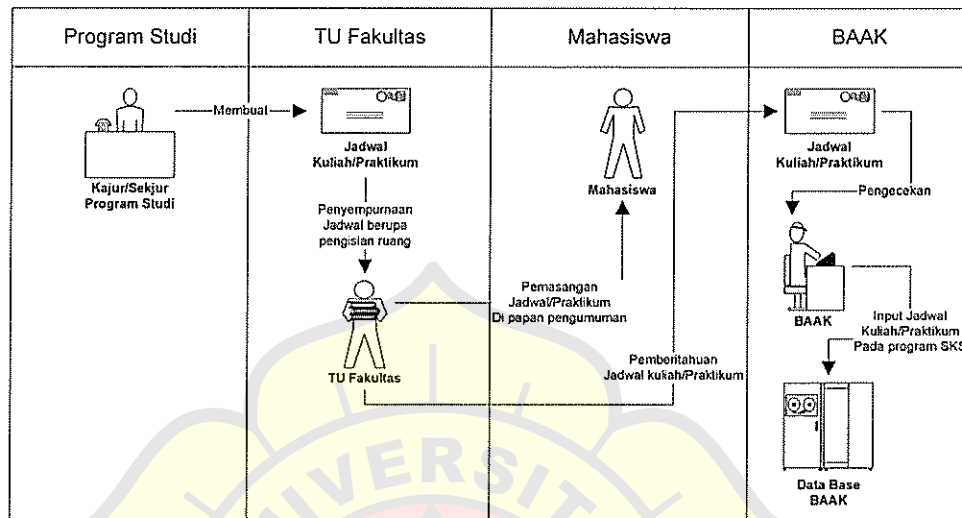 Program Studi
TU Fakultas
Mahasiswa
BAAK
Membuat
Kajur/Sekjur
Program Studi
Jadwal
Kuliah/Praktikum
Penyempurnaan
Jadwal berupa
pengisian ruang
TU Fakultas
Pemasangan
Jadwal/Praktikum
Di papan pengumuman
Mahasiswa
Pemberitahuan
Jadwal kuliah/Praktikum
Jadwal
Kuliah/Praktikum
Pengecekan
BAAK
Input Jadwal
Kuliah/Praktikum
Pada program SKS
Data Base
BAAK
UNIVERSIT